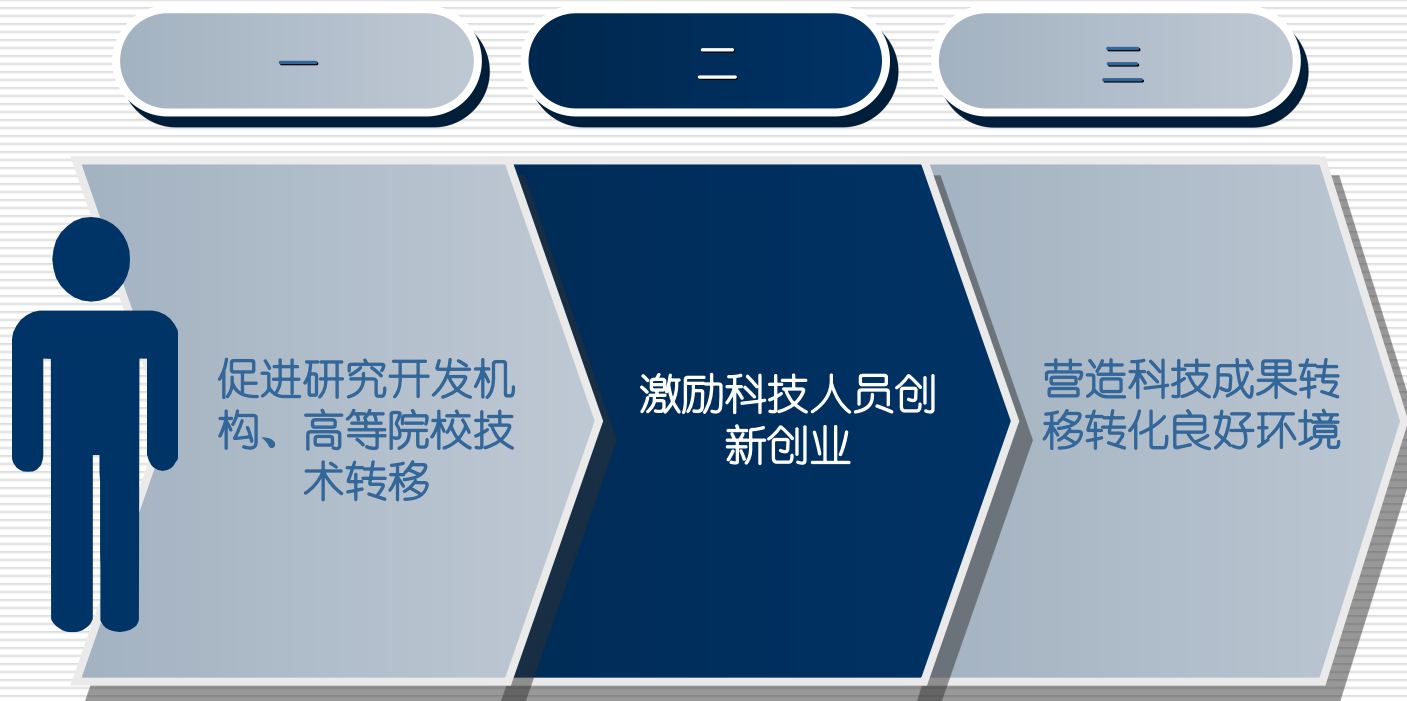 一
二
三
促进研究开发机
构、高等院校技
术转移
激励科技人员创
新创业
营造科技成果转
移转化良好环境